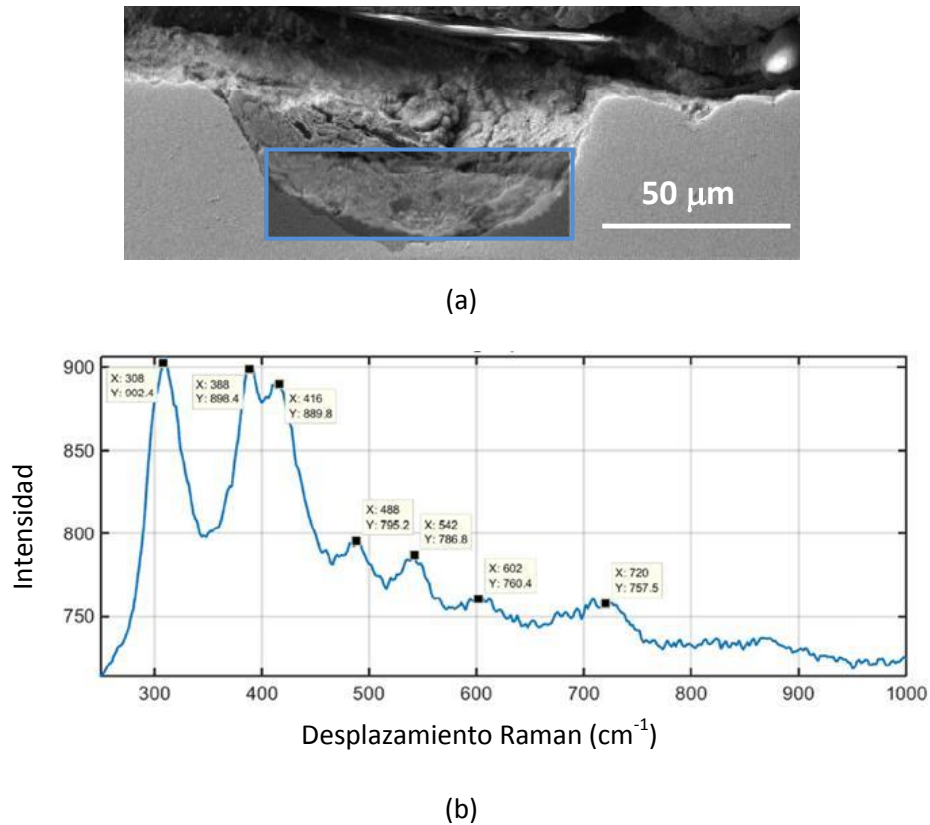 50 μm
(a)
900
850
800
750
Intensidad
X: 308
Y: 902.4
X: 388
Y: 898.4
X: 416
Y: 889.8
X: 488
Y: 795.2
X: 542
Y: 786.8
X: 602
Y: 760.4
X: 720
Y: 757.5
300 400 500 600 700 800 900 1000
Desplazamiento Raman (cm⁻¹)
(b)